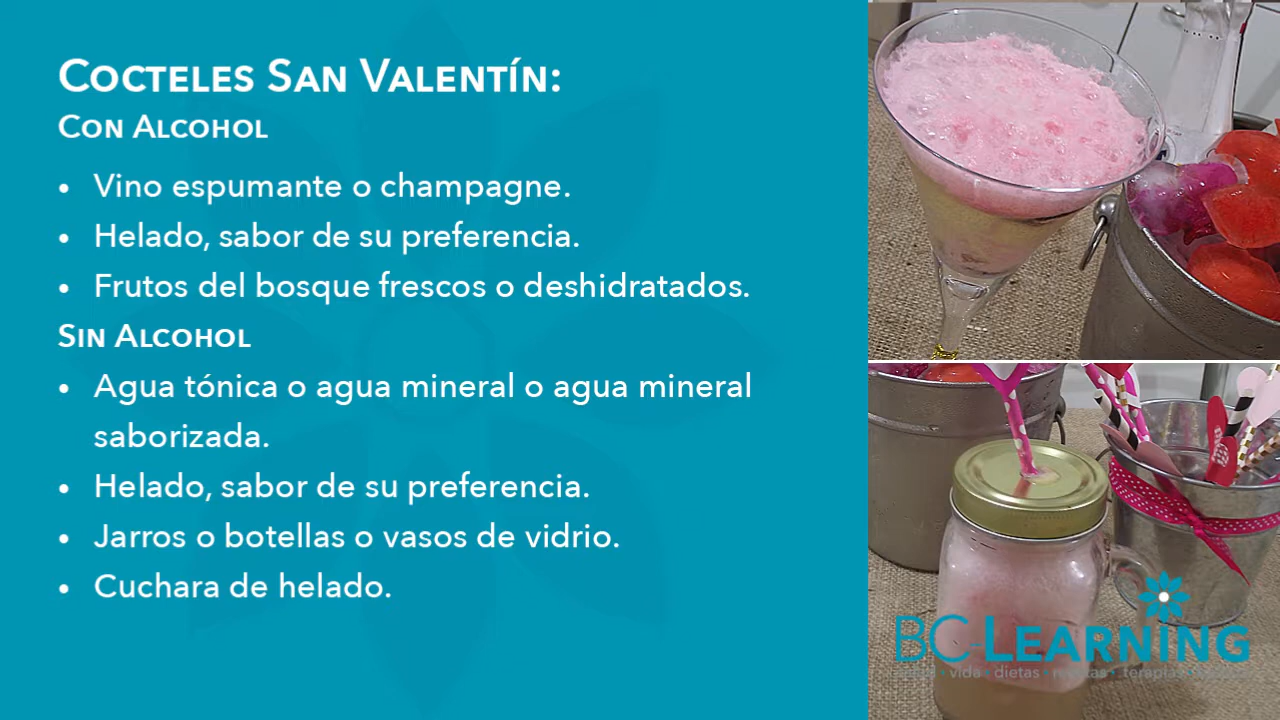 Cocteles San Valentín:
Con Alcohol
• Vino espumante o champagne.
• Helado, sabor de su preferencia.
• Frutos del bosque frescos o deshidratados.
Sin Alcohol
• Agua tónica o agua mineral o agua mineral
saborizada.
• Helado, sabor de su preferencia.
• Jarros o botellas o vasos de vidrio.
• Cuchara de helado.
BC-Learning
vida • dietas • recetas • terapias